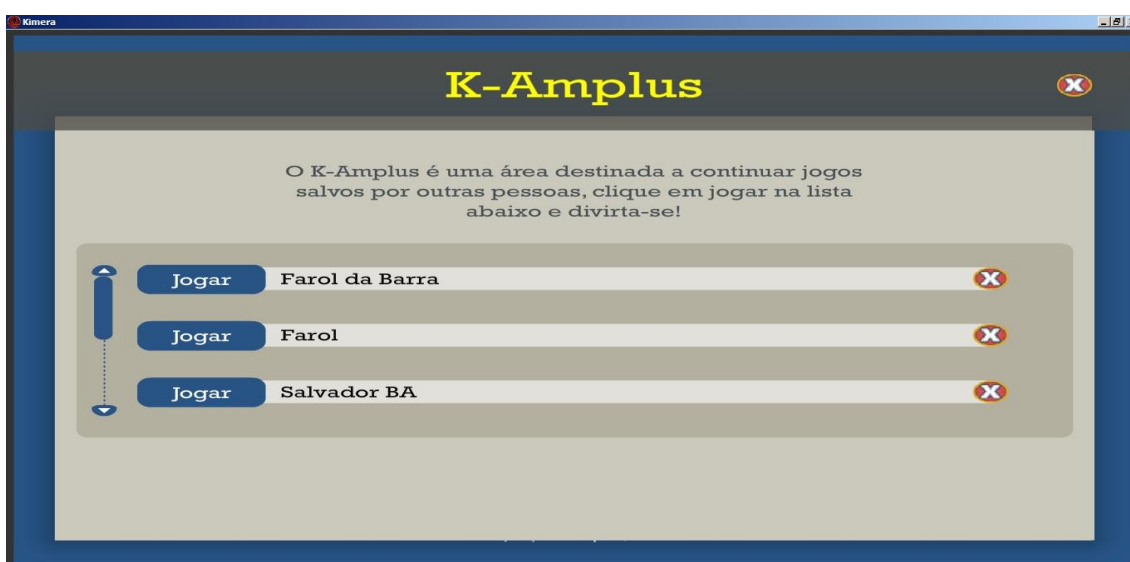 Kimera
K-Amplus
O K-Amplus é uma área destinada a continuar jogos
salvos por outras pessoas, clique em jogar na lista
abaixo e divirta-se!
Jogar Farol da Barra
Jogar Farol
Jogar Salvador BA